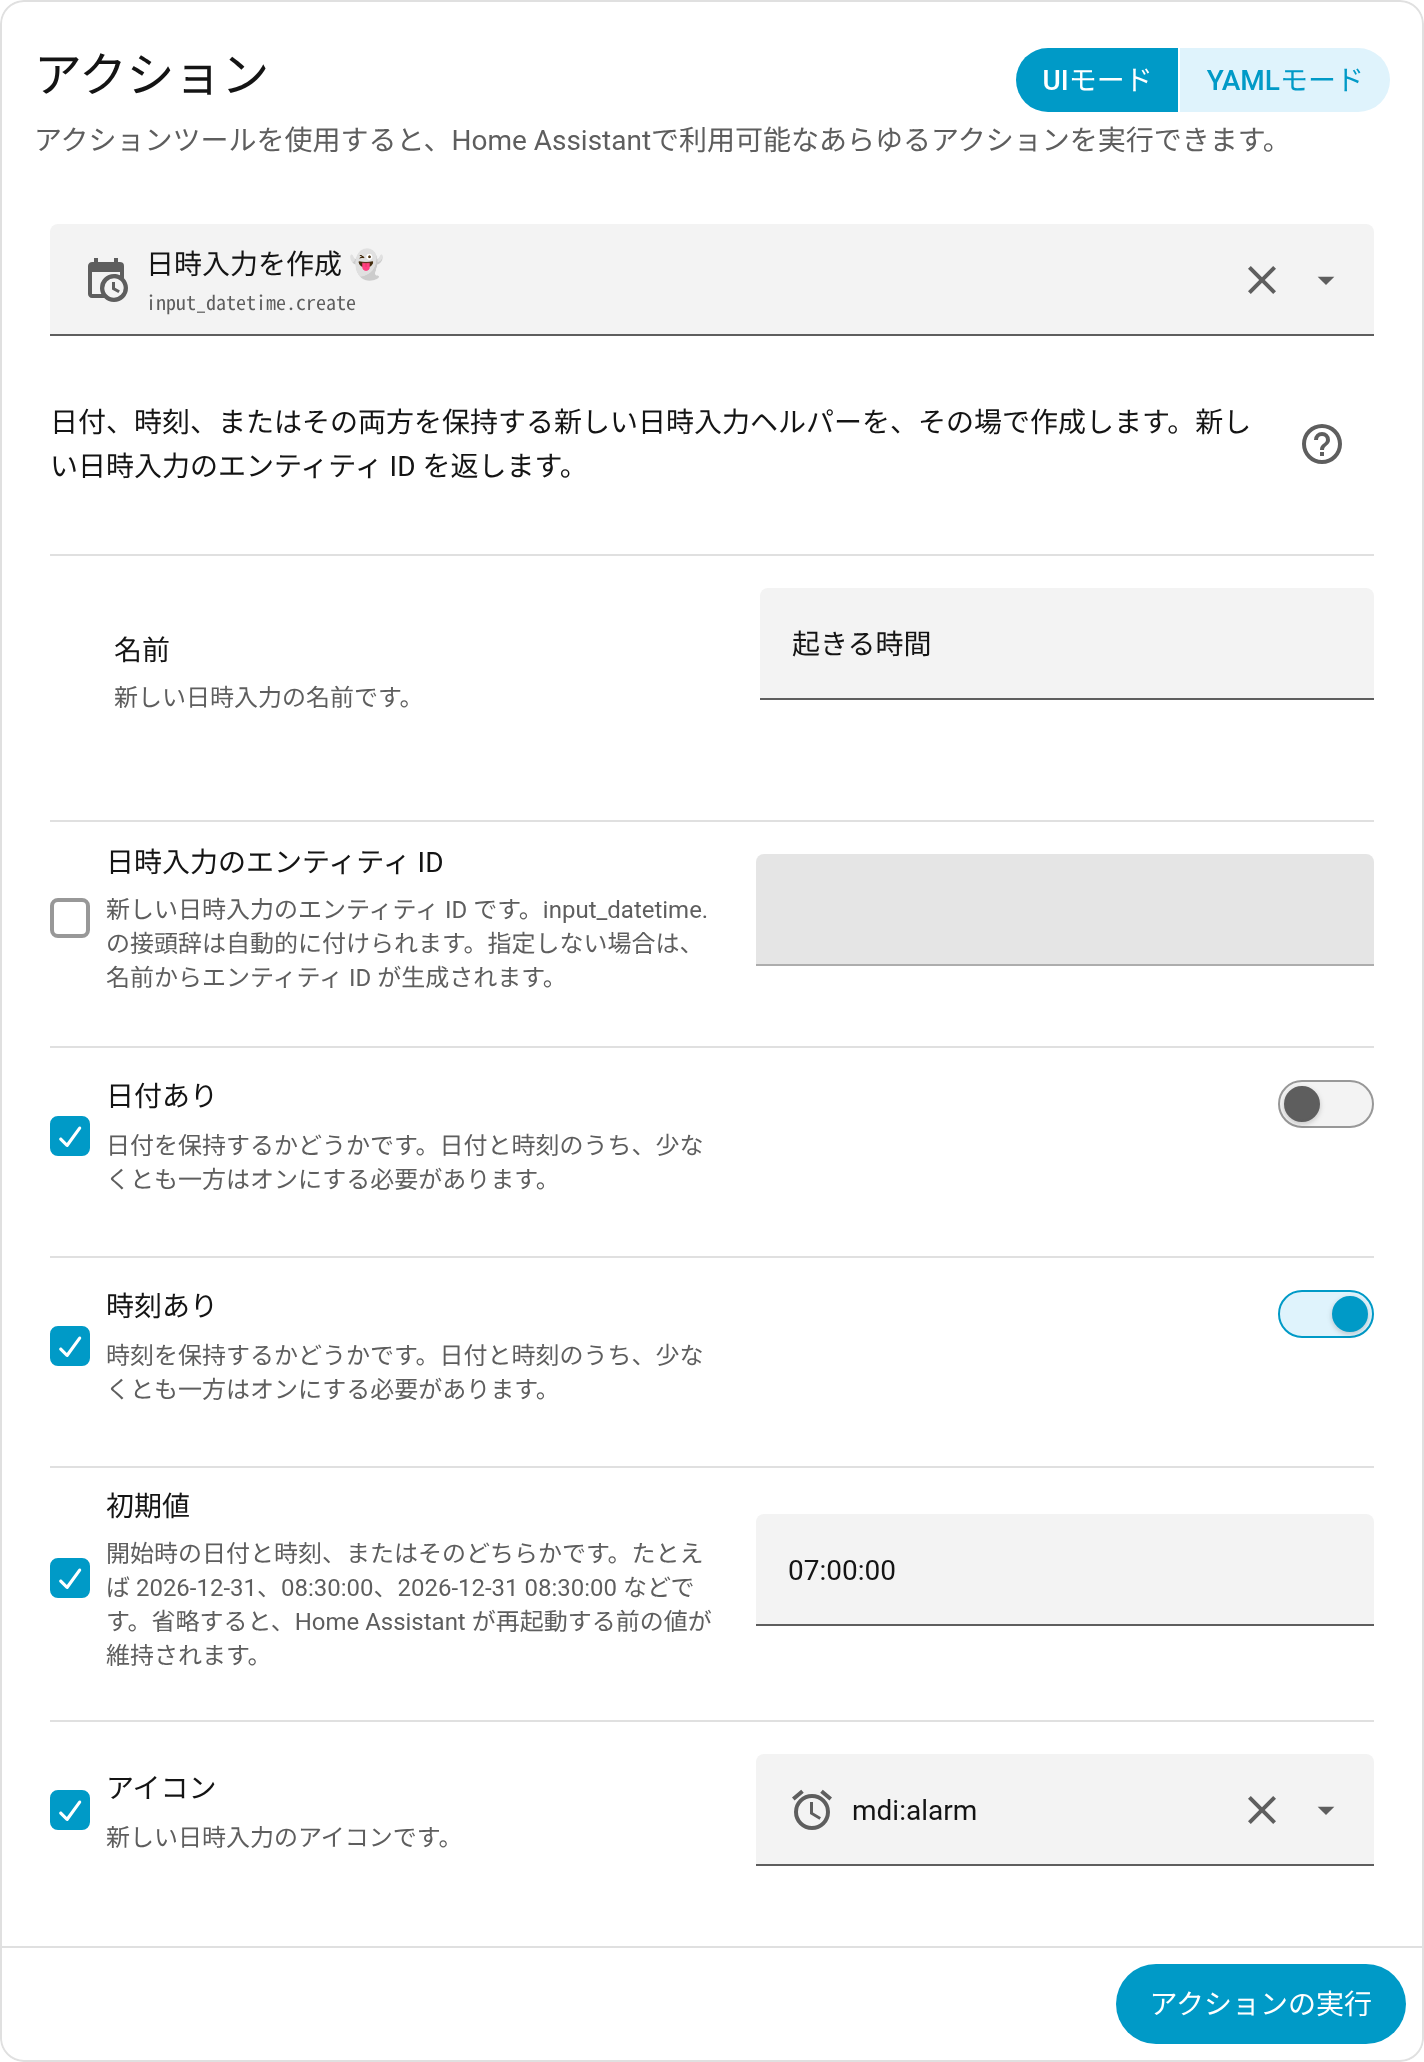 アクション
UIモード
YAMLモード
アクションツールを使用すると、Home Assistantで利用可能なあらゆるアクションを実行できます。
日時入力を作成 👻
input_datetime.create
日付、時刻、またはその両方を保持する新しい日時入力ヘルパーを、その場で作成します。新し
い日時入力のエンティティ ID を返します。
名前
新しい日時入力の名前です。
起きる時間
日時入力のエンティティ ID
新しい日時入力のエンティティ ID です。input_datetime.
の接頭辞は自動的に付けられます。指定しない場合は、
名前からエンティティ ID が生成されます。
日付あり
日付を保持するかどうかです。日付と時刻のうち、少な
くとも一方はオンにする必要があります。
時刻あり
時刻を保持するかどうかです。日付と時刻のうち、少な
くとも一方はオンにする必要があります。
初期値
開始時の日付と時刻、またはそのどちらかです。たとえ
ば 2026-12-31、08:30:00、2026-12-31 08:30:00 などで
す。省略すると、Home Assistant が再起動する前の値が
維持されます。
07:00:00
アイコン
新しい日時入力のアイコンです。
mdi:alarm
アクションの実行